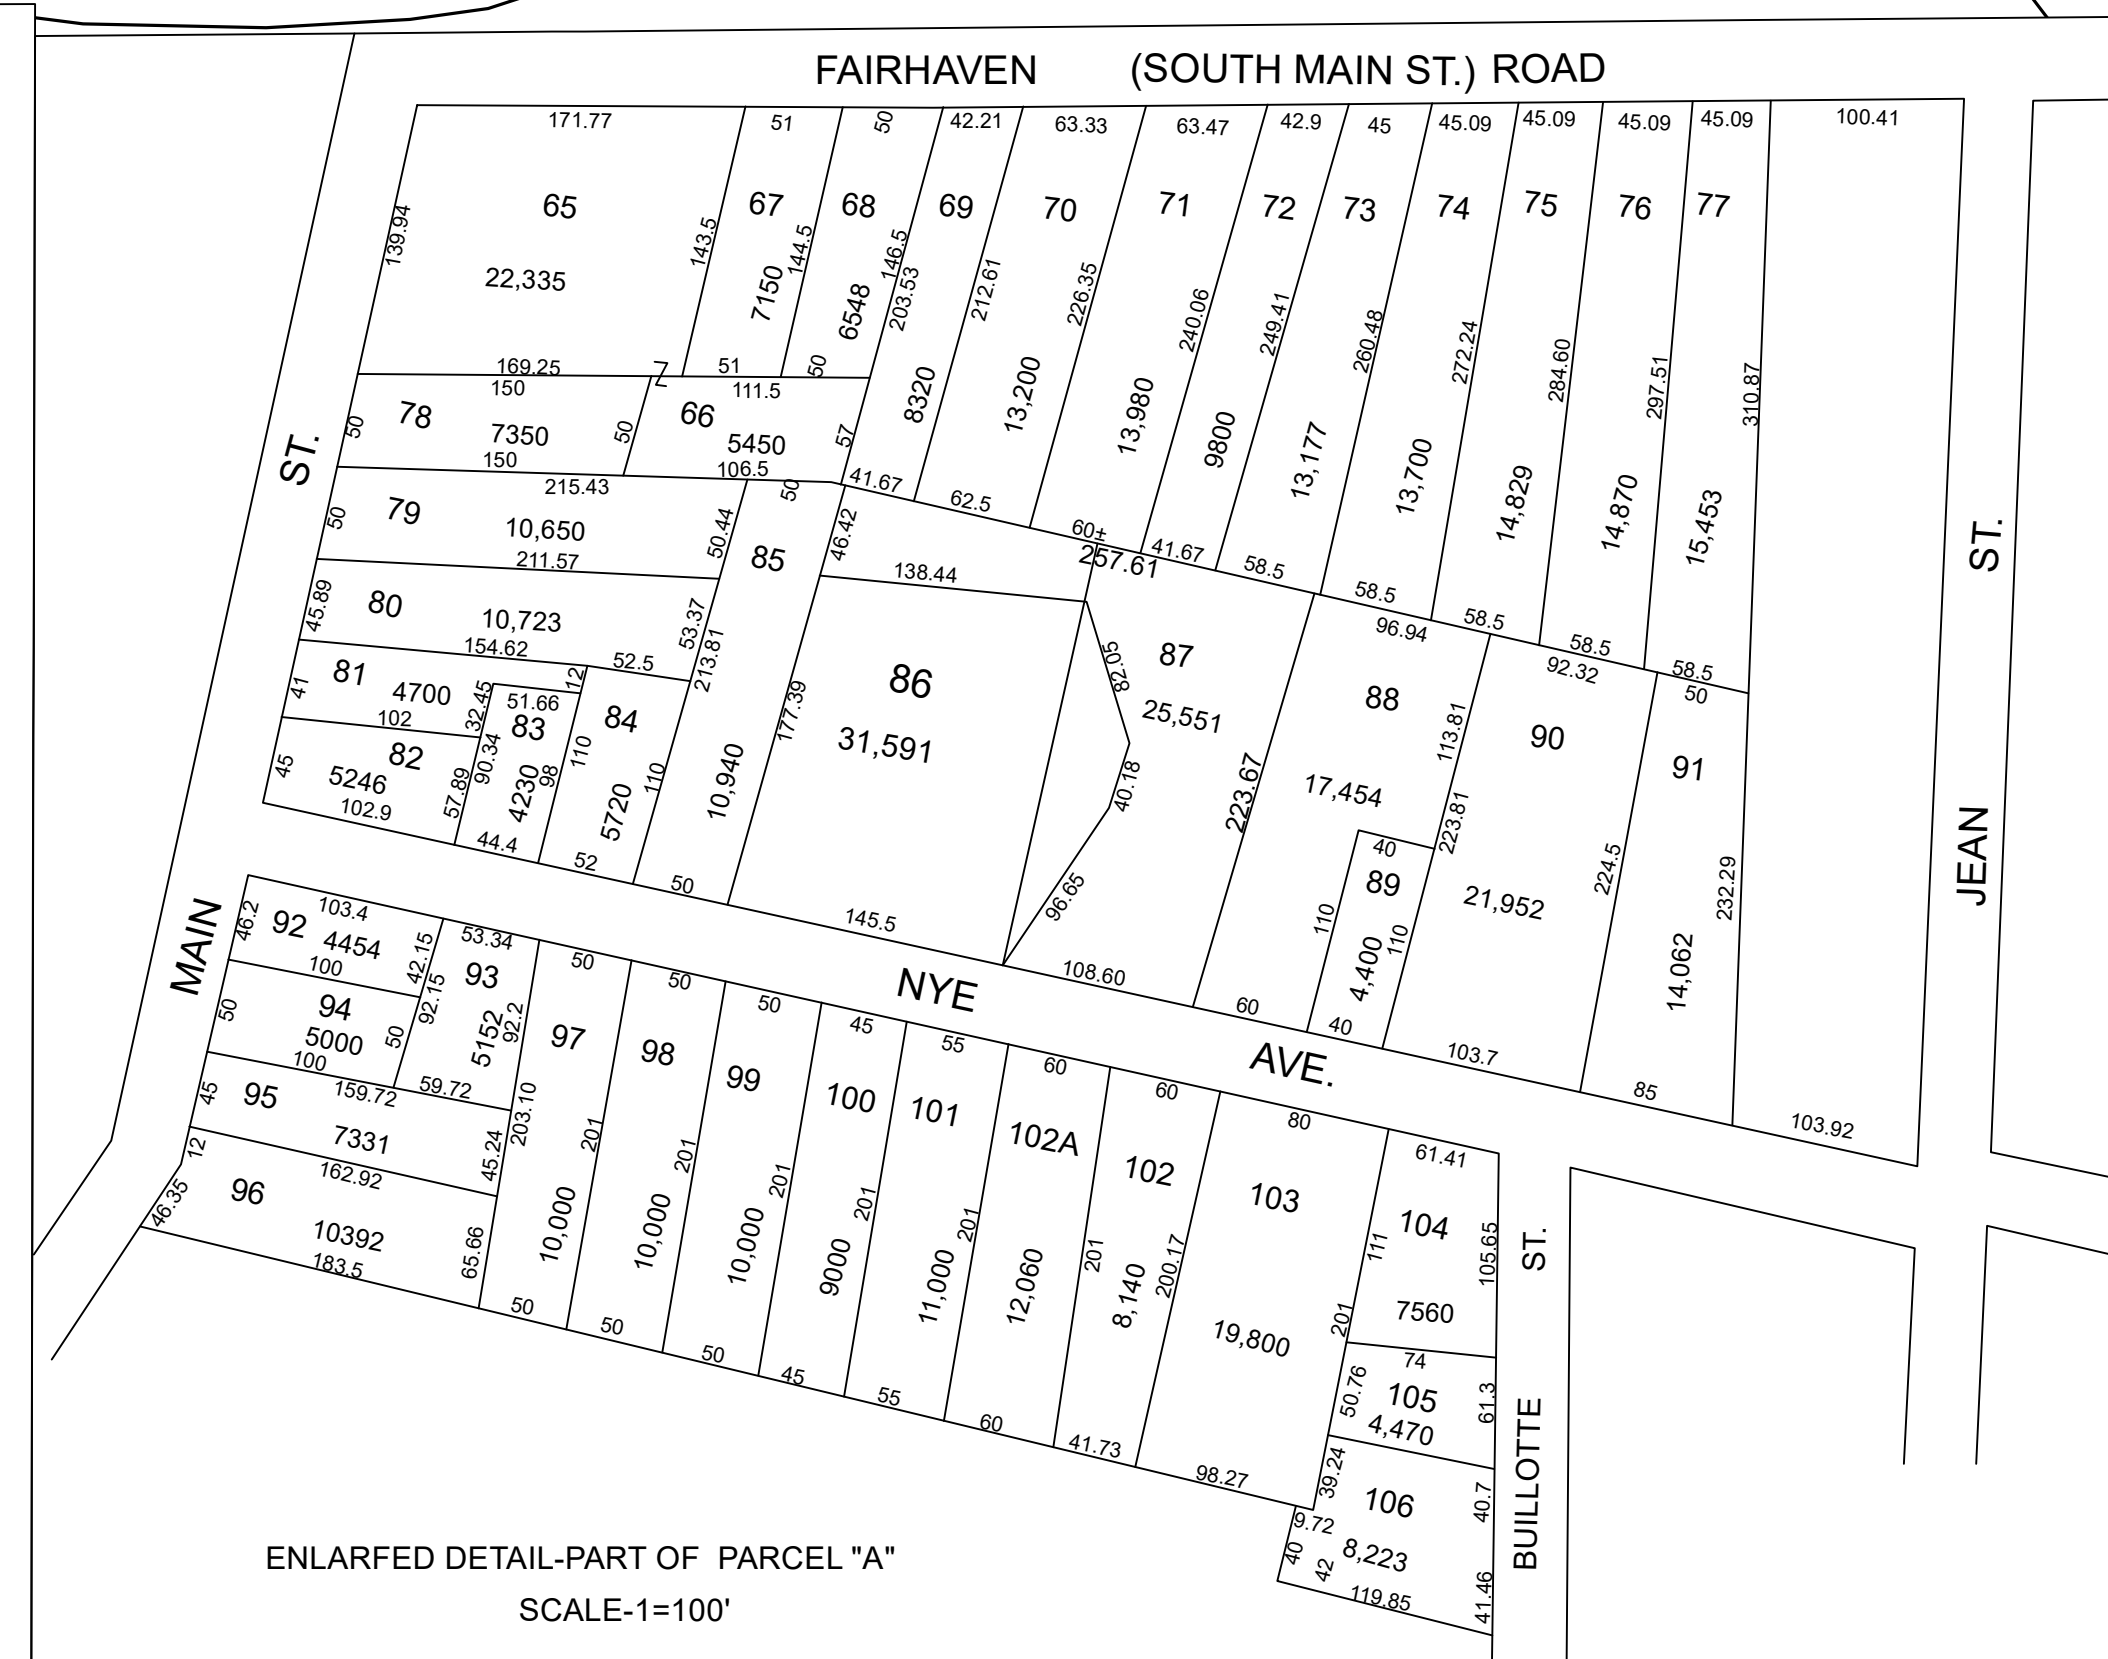 FAIRHAVEN (SOUTH MAIN ST.) ROAD
171.77 51 50 42.21 63.33 63.47 42.9 45 45.09 45.09 45.09 45.09 100.41
65 67 68 69 70 71 72 73 74 75 76 77
139.94 143.5 144.5 146.5 203.53 212.61 226.35 240.06 249.41 260.48 272.24 284.60 297.51 310.87
22,335 7150 6548 8320 13,200 13,980 9800 13,177 13,700 14,829 14,870 15,453
169.25 51 50
150 111.5
78 66
50 7350 50 5450 57
150 106.5
41.67 62.5 60± 41.67 58.5 58.5 58.5 58.5 58.5
ST.
215.43 50
79
50 10,650 50.44 46.42
211.57
85
138.44 257.61
80
45.89 10,723 53.37 213.81
154.62 52.5
96.94 92.32 50
81
41 4700 32.45 51.66 12
102
83 84
82
45 5246 57.89 90.34 4230 98 110 5720 110 10,940 177.39
102.9 44.4 52 50
86
31,591
145.5
82.05
87
25,551
40.18 223.67
96.65
108.60
88
17,454
113.81 223.81
60
40
89
110 4,400 110
40
90
21,952
224.5
103.7
91
14,062
232.29
85
103.92
JEAN ST.
MAIN
NYE AVE.
103.4 53.34 50 50 50 45 55 60 60 80 61.41
46.2 92 4454 42.15
100
93
92.15 5152 92.2
94
50 5000 50
100 59.72
159.72
95
45 7331 45.24 203.10
162.92
12
96
46.35 10392 65.66
183.5
97 98 99 100 101 102A 102 103 104
201 201 201 201 201 201 200.17 201 111 105.65
10,000 10,000 10,000 9000 11,000 12,060 8,140 19,800 7560
50 50 50 45 55 60 41.73 98.27
74
105
50.76 4,470 61.3
39.24
106
40.7
9.72
40 42 8,223 41.46
119.85
BUILLOTTE ST.
ENLARFED DETAIL-PART OF PARCEL "A"
SCALE-1=100'